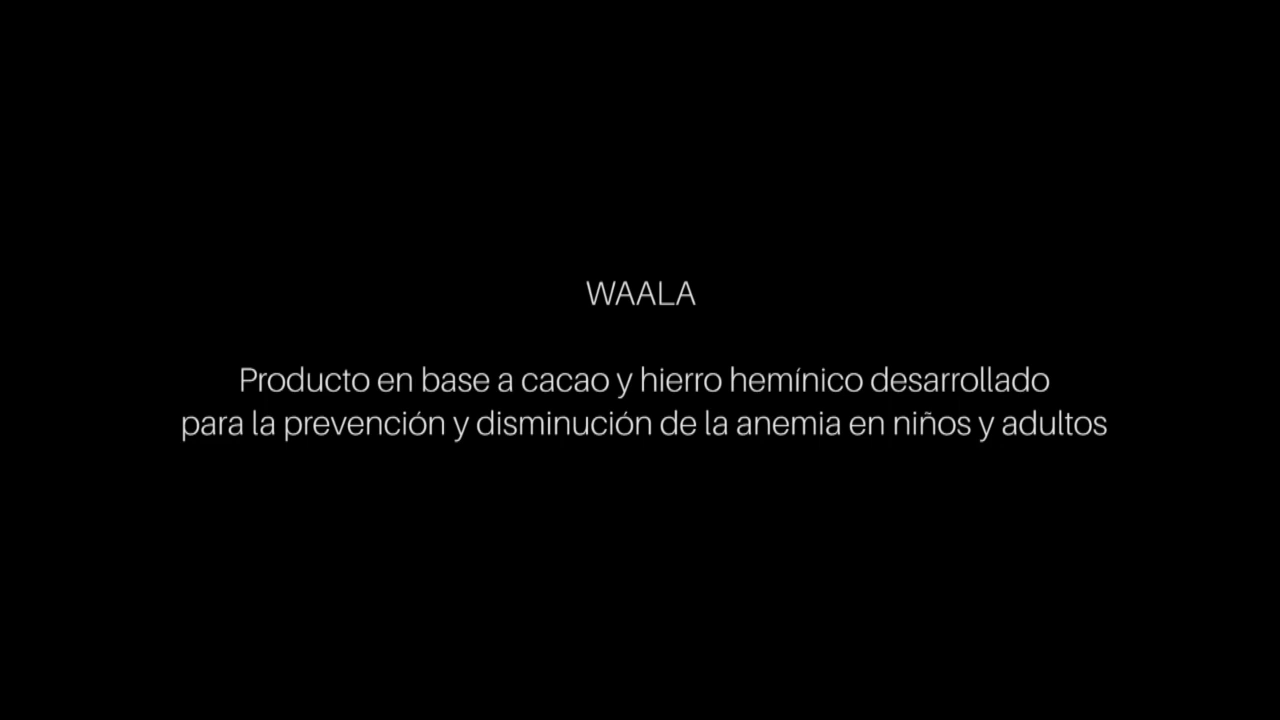 WAALA
Producto en base a cacao y hierro hemínico desarrollado
para la prevención y disminución de la anemia en niños y adultos